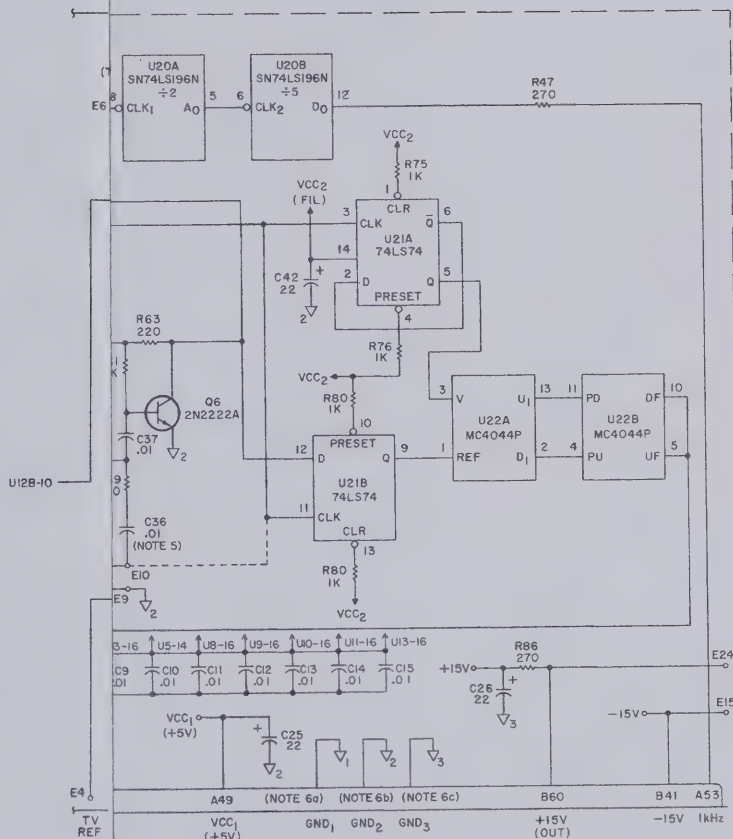 U20A
SN74LS196N
÷2
8
5
E6
CLK1
A0
U20B
SN74LS196N
÷5
6
12
CLK2
D0
R47
270
VCC2
R75
1K
VCC2
(FIL)
1
CLR
3
CLK
Q̄
6
U21A
74LS74
14
2
D
Q
5
PRESET
4
C42
22
+
2
R63
220
R76
1K
VCC2
R80
1K
Q6
2N2222A
C37
.01
2
10
PRESET
12
D
Q
9
U21B
74LS74
11
CLK
CLR
13
R80
1K
VCC2
3
V
U1
13
U22A
MC4044P
1
REF
D1
2
11
PD
DF
10
U22B
MC4044P
4
PU
UF
5
U12B-10
C36
.01
(NOTE 5)
E10
E9
2
3-16
U5-14
U8-16
U9-16
U10-16
U11-16
U13-16
C9
.01
C10
.01
C11
.01
C12
.01
C13
.01
C14
.01
C15
.01
+15V
R86
270
E24
C26
22
+
3
-15V
E15
VCC1
(+5V)
+
C25
22
2
1
2
3
E4
A49
(NOTE 6a)
(NOTE 6b)
(NOTE 6c)
B60
B41
A53
TV
REF
VCC1
(+5V)
GND1
GND2
GND3
+15V
(OUT)
-15V
1kHz